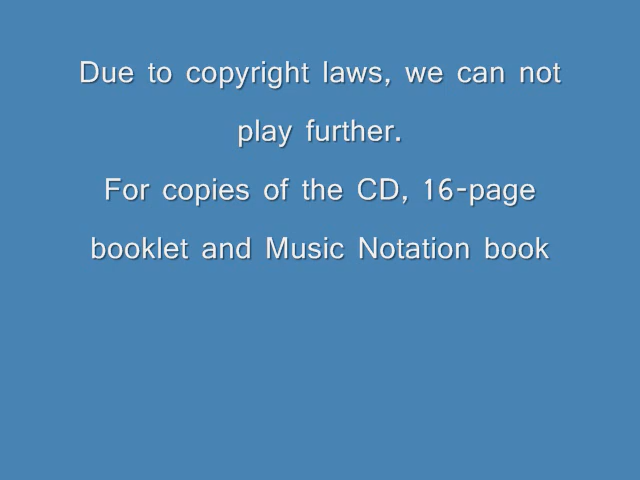 Due to copyright laws, we can not
play further.
For copies of the CD, 16-page
booklet and Music Notation book